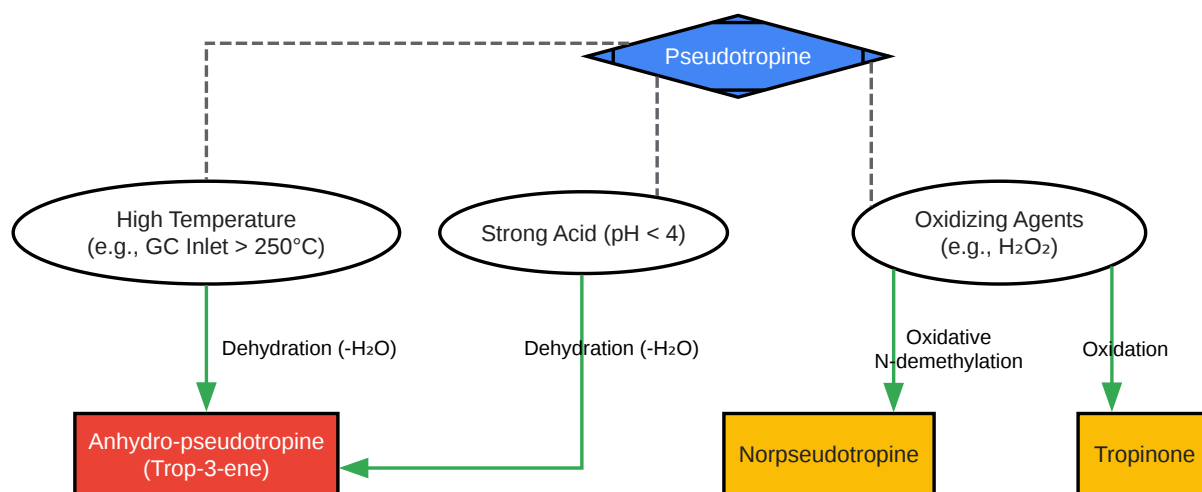 Pseudotropine
High Temperature
(e.g., GC Inlet > 250°C)
Strong Acid (pH < 4)
Oxidizing Agents
(e.g., H₂O₂)
Dehydration (-H₂O)
Dehydration (-H₂O)
Oxidative
N-demethylation
Oxidation
Anhydro-pseudotropine
(Trop-3-ene)
Norpseudotropine
Tropinone